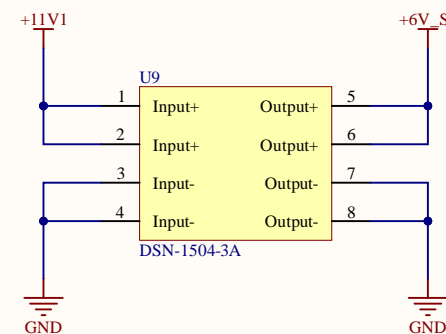 +11V1
+6V_S
U9
1 Input+ Output+ 5
2 Input+ Output+ 6
3 Input- Output- 7
4 Input- Output- 8
DSN-1504-3A
GND
GND